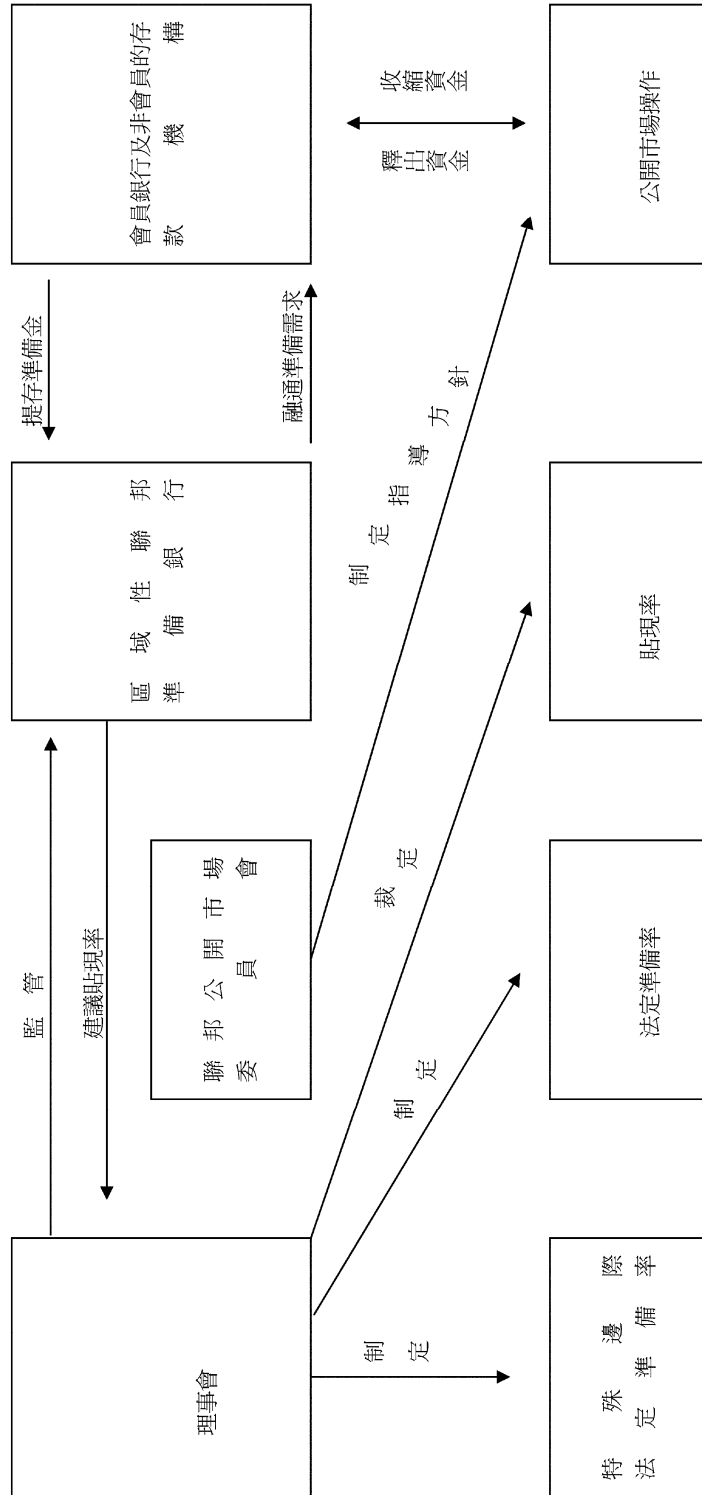 理事會
監管
建議貼現率
區域性聯邦
準備銀行
提存準備金
融通準備需求
會員銀行及非會員的存
款機構
聯邦公開市場
委員會
制定
制定
裁定
制定指導方針
收縮資金
釋出資金
特殊邊際
法定準備率
法定準備率
貼現率
公開市場操作